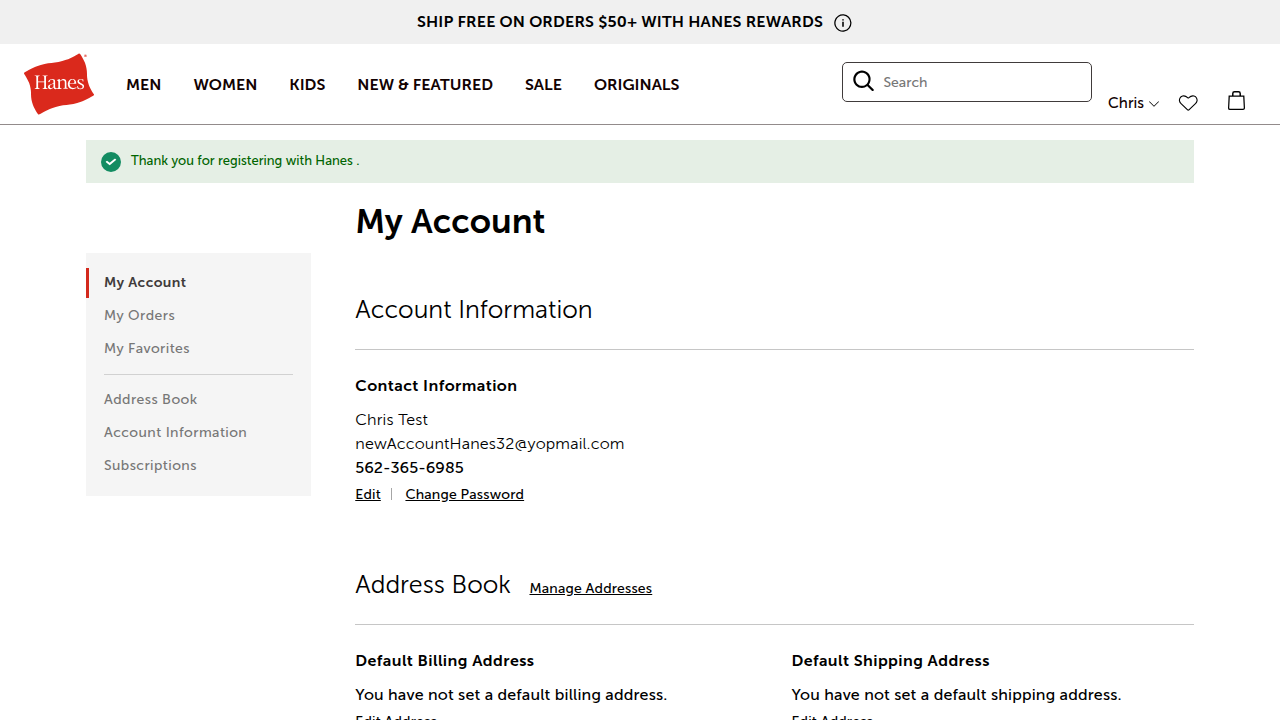 SHIP FREE ON ORDERS $50+ WITH HANES REWARDS
Hanes
MEN WOMEN KIDS NEW & FEATURED SALE ORIGINALS
Search
Chris
Thank you for registering with Hanes .
My Account
My Account
My Orders
My Favorites
Address Book
Account Information
Subscriptions
Account Information
Contact Information
Chris Test
newAccountHanes32@yopmail.com
562-365-6985
Edit Change Password
Address Book Manage Addresses
Default Billing Address
You have not set a default billing address.
Edit Address
Default Shipping Address
You have not set a default shipping address.
Edit Address